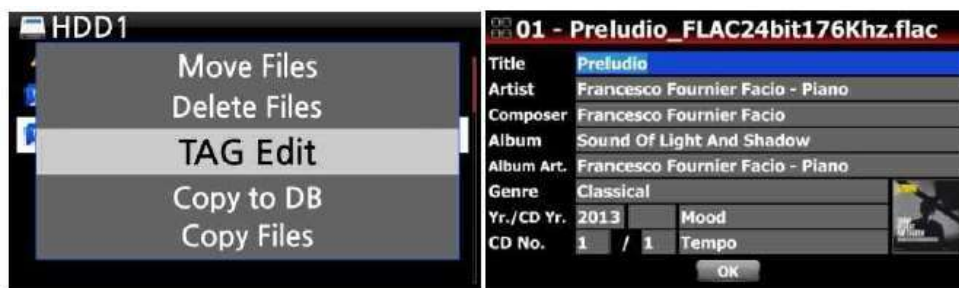 HDD1
Move Files
Delete Files
TAG Edit
Copy to DB
Copy Files
01 - Preludio_FLAC24bit176Khz.flac
Title Preludio
Artist Francesco Fournier Facio - Piano
Composer Francesco Fournier Facio
Album Sound Of Light And Shadow
Album Art. Francesco Fournier Facio - Piano
Genre Classical
Yr./CD Yr. 2013 Mood
CD No. 1 / 1 Tempo
OK